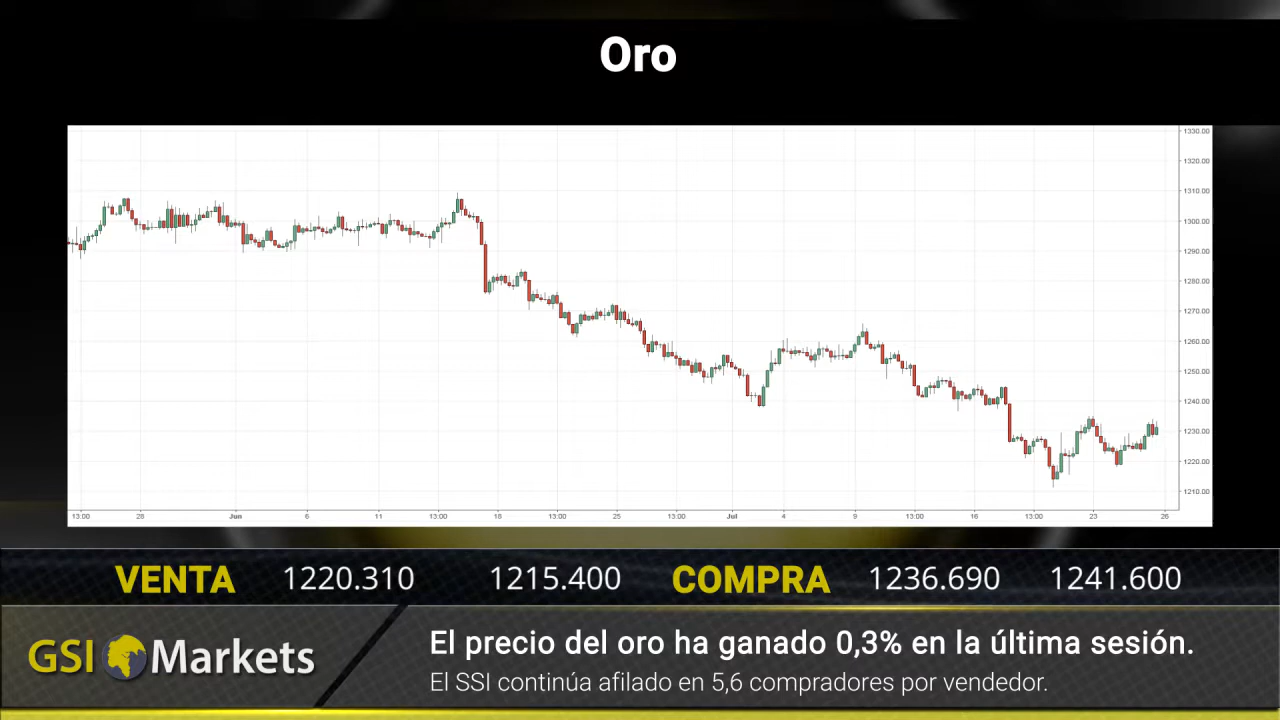 Oro
1330.00
1320.00
1310.00
1300.00
1290.00
1280.00
1270.00
1260.00
1250.00
1240.00
1230.00
1220.00
1210.00
13:00 28 Jun 6 11 13:00 18 13:00 25 13:00 Jul 4 9 13:00 16 13:00 23 26
VENTA 1220.310 1215.400 COMPRA 1236.690 1241.600
GSI Markets
El precio del oro ha ganado 0,3% en la última sesión.
El SSI continúa afilado en 5,6 compradores por vendedor.